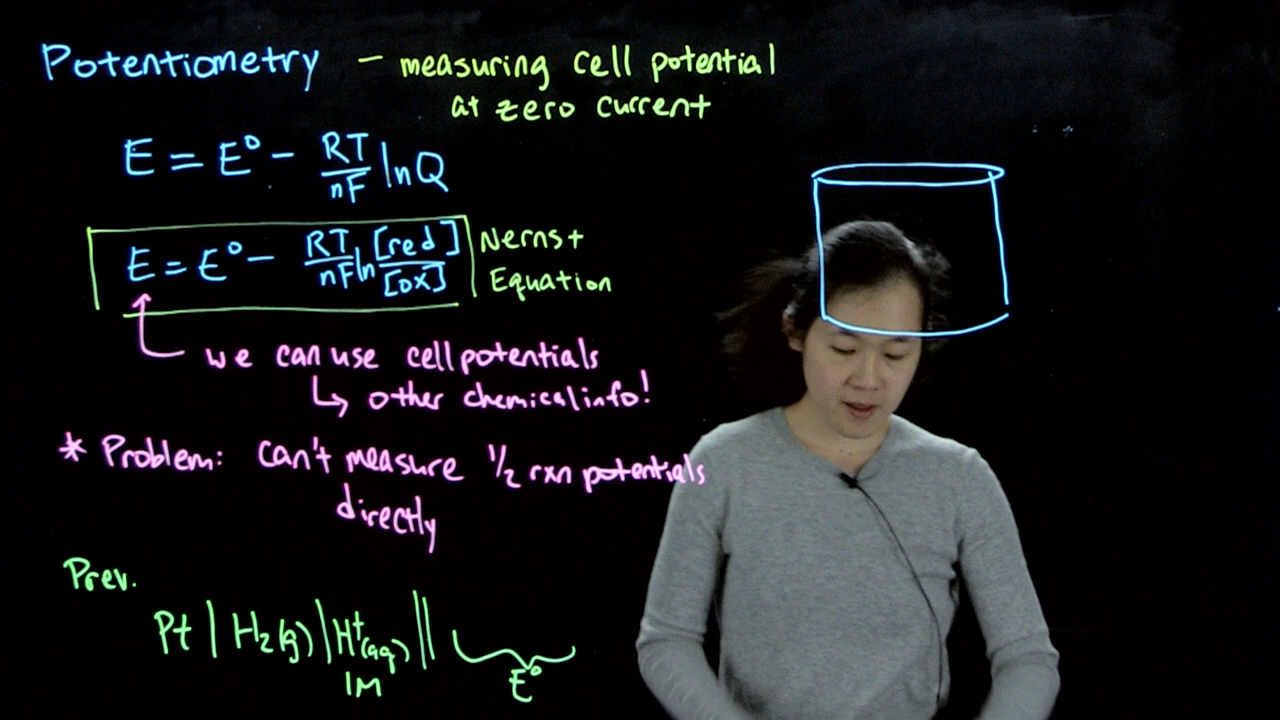 Potentiometry - measuring cell potential
at zero current
E = E° - RT/nF ln Q
E = E° - RT/nF ln [red]/[ox] Nernst
Equation
we can use cell potentials
↳ other chemical info!
* Problem: can't measure 1/2 rxn potentials
directly
Prev.
Pt | H₂(g) | H⁺(aq) ||
1M E°